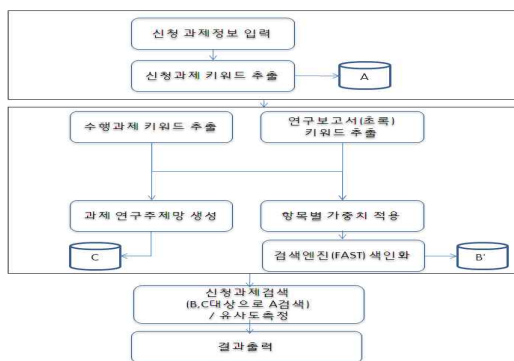 신청 과제정보 입력
신청과제 키워드 추출
A
수행과제 키워드 추출
연구보고서(초록)
키워드 추출
과제 연구주제망 생성
항목별 가중치 적용
C
검색엔진(FAST) 색인화
B'
신청과제검색
(B,C대상으로 A검색)
/ 유사도측정
결과출력